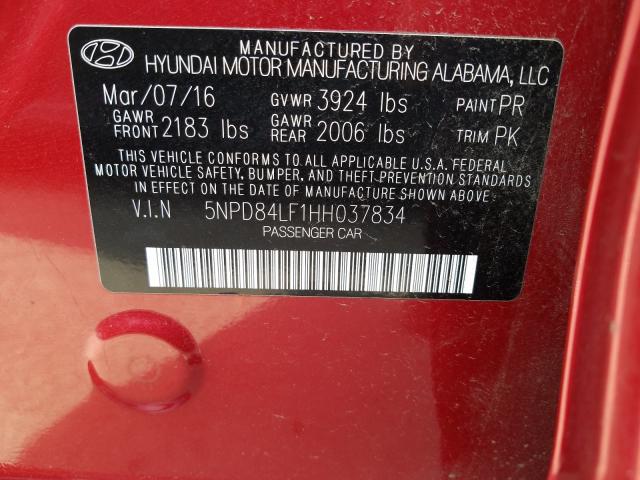 MANUFACTURED BY
HYUNDAI MOTOR MANUFACTURING ALABAMA, LLC
Mar/07/16 GVWR 3924 lbs PAINT PR
GAWR FRONT 2183 lbs GAWR REAR 2006 lbs TRIM PK
THIS VEHICLE CONFORMS TO ALL APPLICABLE U.S.A. FEDERAL
MOTOR VEHICLE SAFETY, BUMPER, AND THEFT PREVENTION STANDARDS
IN EFFECT ON THE DATE OF MANUFACTURE SHOWN ABOVE.
V.I.N 5NPD84LF1HH037834
PASSENGER CAR